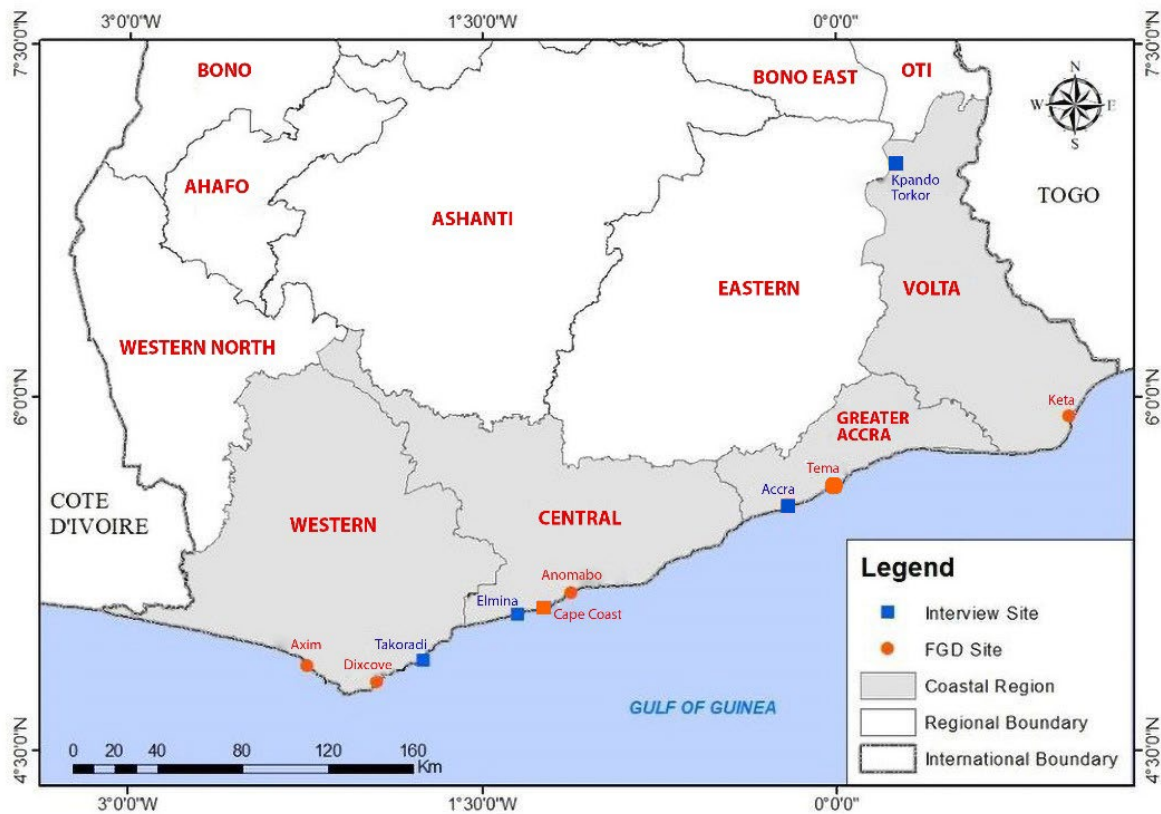 3°0'0"W 1°30'0"W 0°0'0"
7°30'0"N 7°30'0"N
BONO
BONO EAST
OTI
N
W E
S
Kpando
Torkor
AHAFO
TOGO
ASHANTI
EASTERN
VOLTA
WESTERN NORTH
6°0'0"N 6°0'0"N
Keta
GREATER
ACCRA
Tema
Accra
COTE
D'IVOIRE
WESTERN
CENTRAL
Anomabo
Elmina
Cape Coast
Axim
Takoradi
Dixcove
GULF OF GUINEA
Legend
Interview Site
FGD Site
Coastal Region
Regional Boundary
International Boundary
0 20 40 80 120 160
Km
4°30'0"N 4°30'0"N
3°0'0"W 1°30'0"W 0°0'0"